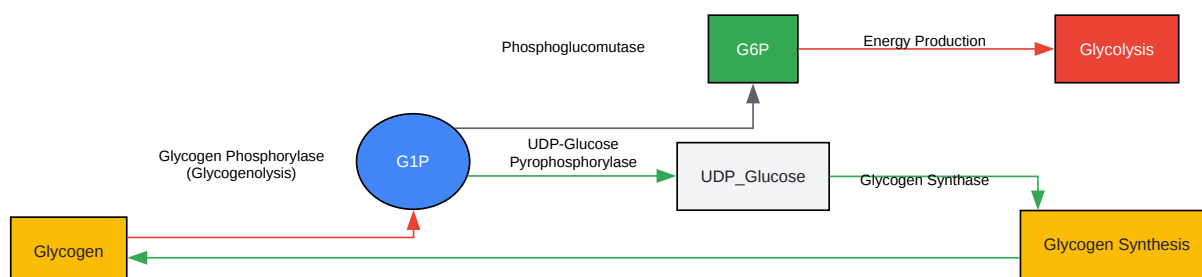 Phosphoglucomutase
G6P
Energy Production
Glycolysis
Glycogen Phosphorylase
(Glycogenolysis)
G1P
UDP-Glucose
Pyrophosphorylase
UDP_Glucose
Glycogen Synthase
Glycogen
Glycogen Synthesis